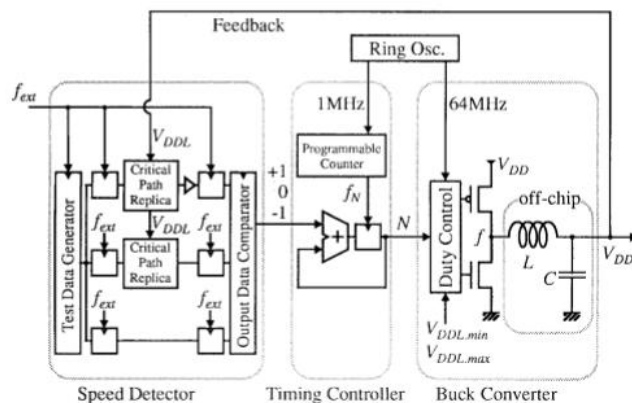 Feedback
Ring Osc.
f_ext
1MHz
64MHz
V_DDL
Critical Path Replica
Programmable Counter
V_DD
off-chip
+1
0
-1
f_N
Test Data Generator
f_ext
V_DDL
f_ext
Critical Path Replica
Output Data Comparator
+
N
Duty Control
f
L
V_DD
C
f_ext
f_ext
V_DDL.min
V_DDL.max
Speed Detector
Timing Controller
Buck Converter